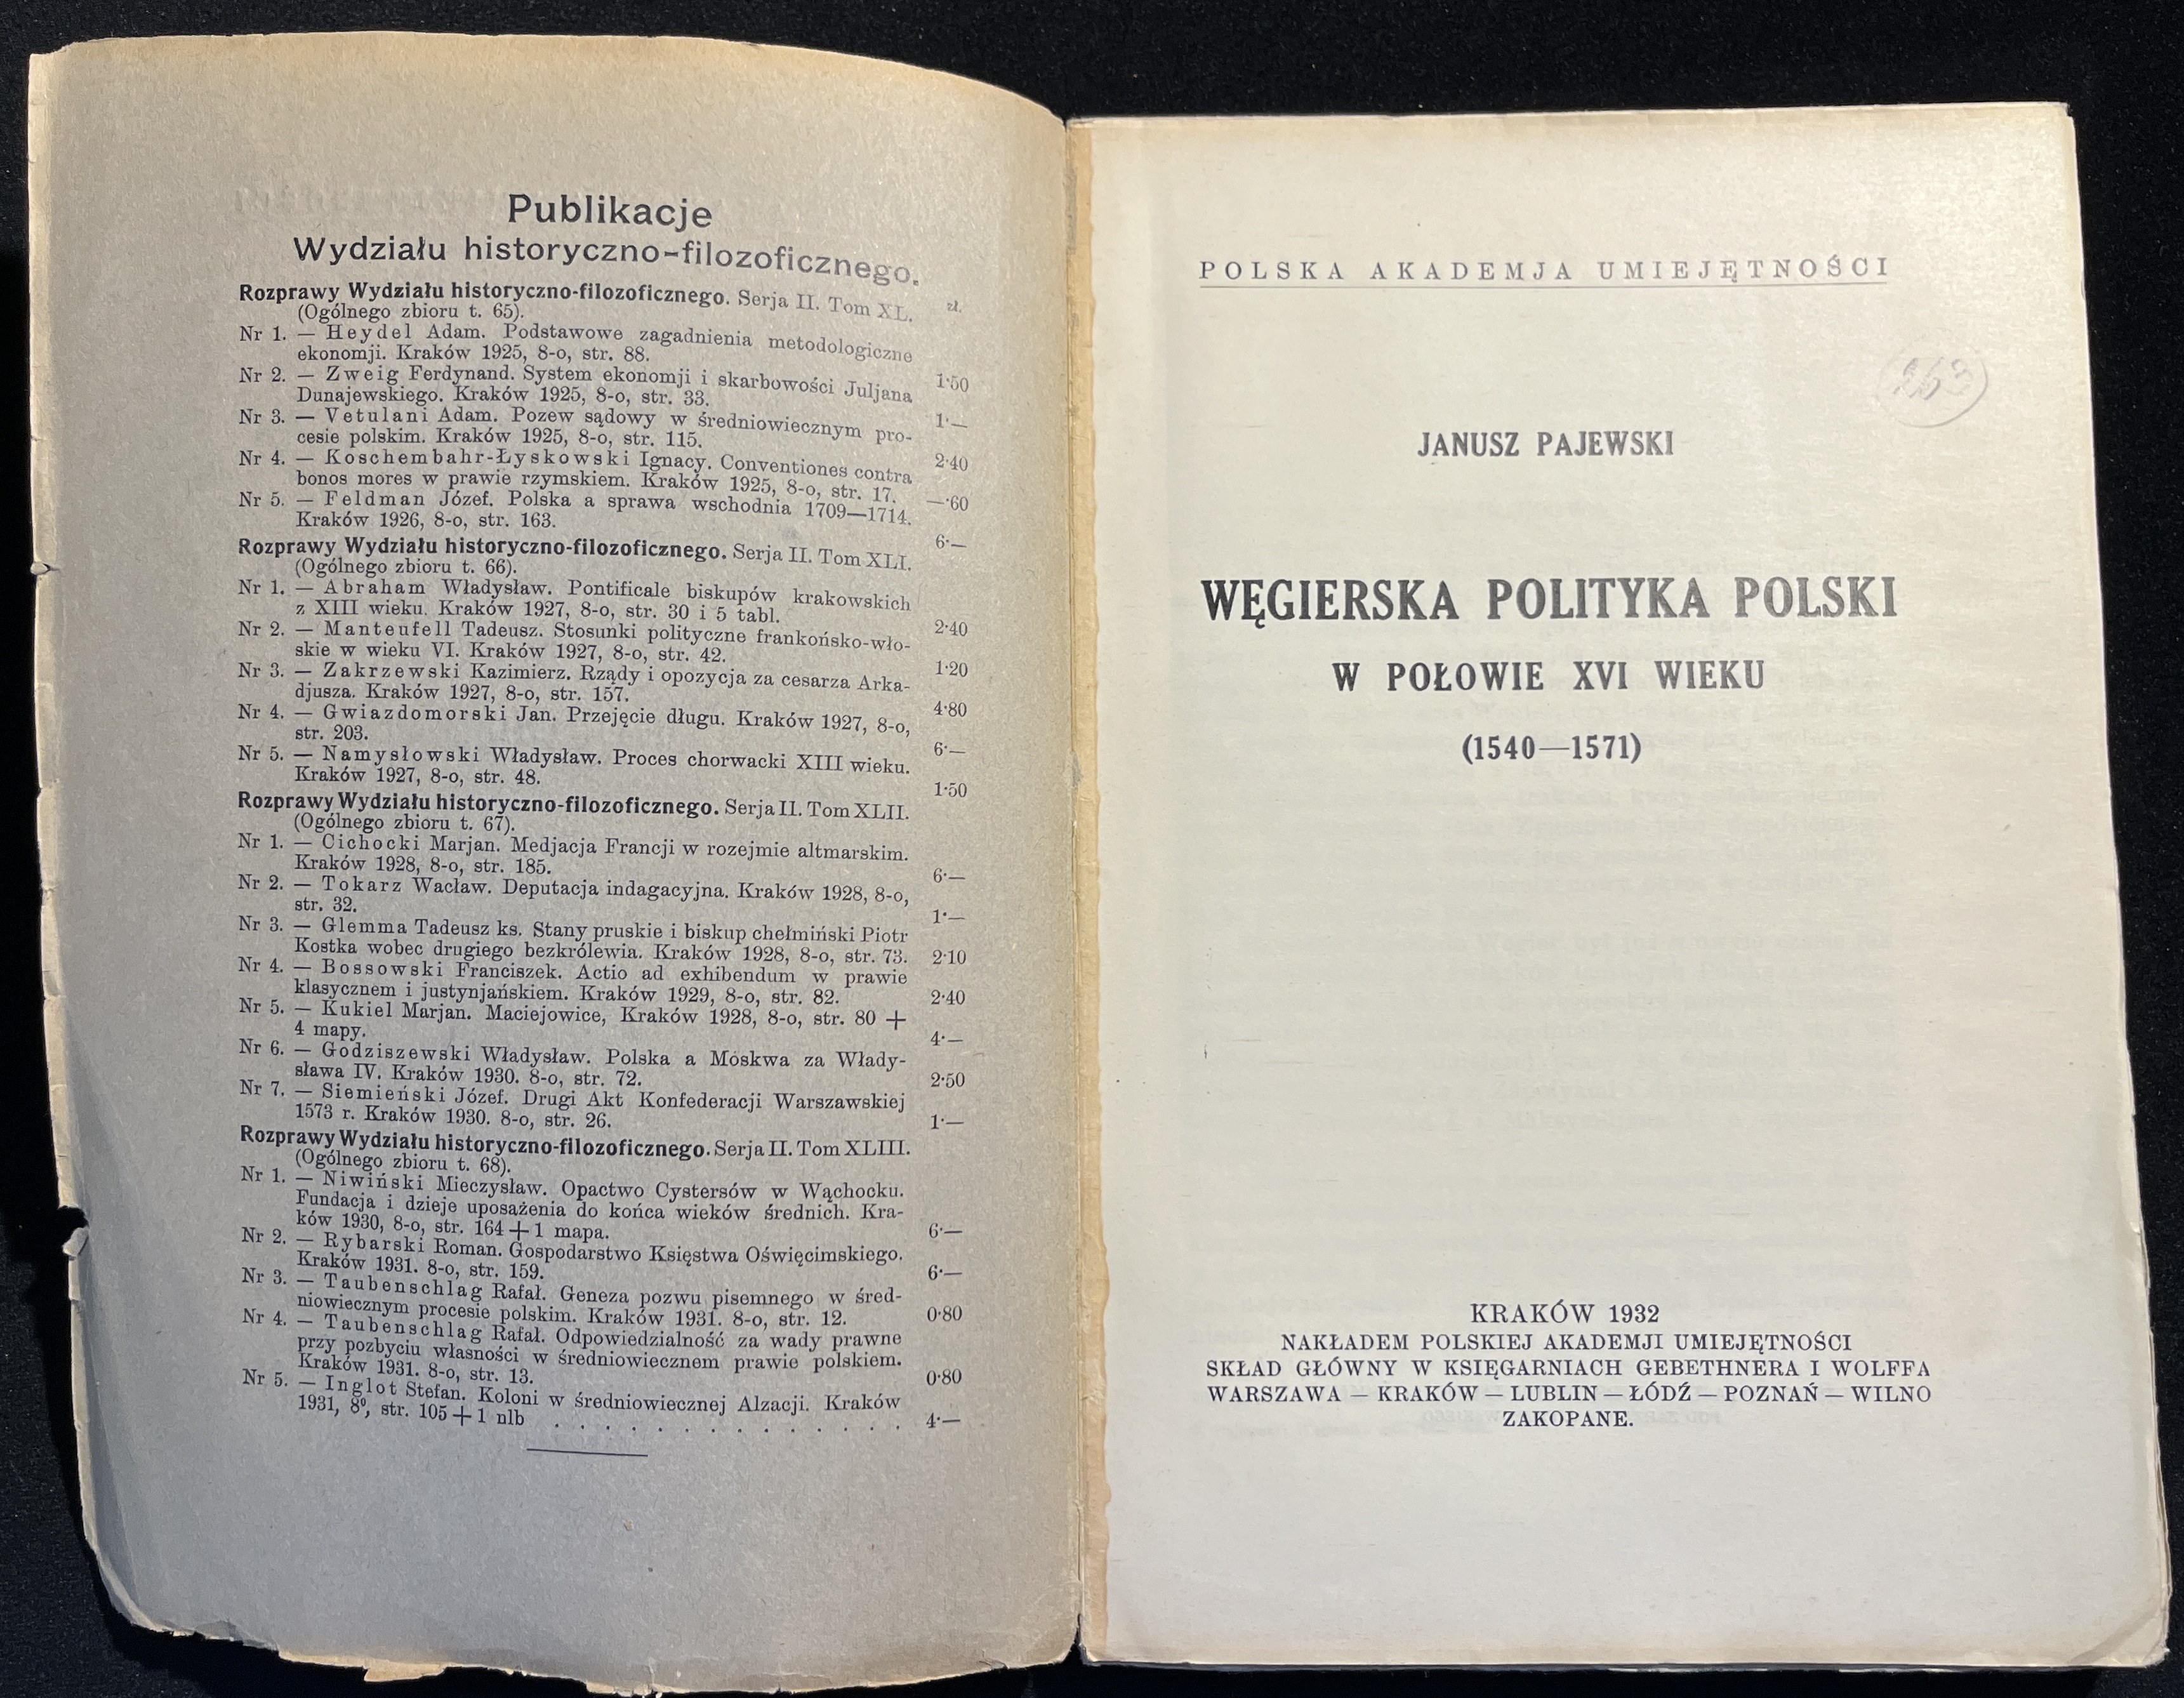 Publikacje
Wydziału historyczno-filozoficznego.
Rozprawy Wydziału historyczno-filozoficznego. Serja II. Tom XL. zł.
(Ogólnego zbioru t. 65).
Nr 1. — Heydel Adam. Podstawowe zagadnienia metodologiczne
ekonomji. Kraków 1925, 8-o, str. 88. 1·50
Nr 2. — Zweig Ferdynand. System ekonomji i skarbowości Juljana
Dunajewskiego. Kraków 1925, 8-o, str. 33. 1·—
Nr 3. — Vetulani Adam. Pozew sądowy w średniowiecznym pro-
cesie polskim. Kraków 1925, 8-o, str. 115. 2·40
Nr 4. — Koschembahr-Łyskowski Ignacy. Conventiones contra
bonos mores w prawie rzymskiem. Kraków 1925, 8-o, str. 17. —·60
Nr 5. — Feldman Józef. Polska a sprawa wschodnia 1709—1714.
Kraków 1926, 8-o, str. 163. 6·—
Rozprawy Wydziału historyczno-filozoficznego. Serja II. Tom XLI.
(Ogólnego zbioru t. 66).
Nr 1. — Abraham Władysław. Pontificale biskupów krakowskich
z XIII wieku. Kraków 1927, 8-o, str. 30 i 5 tabl. 2·40
Nr 2. — Manteufell Tadeusz. Stosunki polityczne frankońsko-wło-
skie w wieku VI. Kraków 1927, 8-o, str. 42. 1·20
Nr 3. — Zakrzewski Kazimierz. Rządy i opozycja za cesarza Arka-
djusza. Kraków 1927, 8-o, str. 157. 4·80
Nr 4. — Gwiazdomorski Jan. Przejęcie długu. Kraków 1927, 8-o,
str. 203. 6·—
Nr 5. — Namysłowski Władysław. Proces chorwacki XIII wieku.
Kraków 1927, 8-o, str. 48. 1·50
Rozprawy Wydziału historyczno-filozoficznego. Serja II. Tom XLII.
(Ogólnego zbioru t. 67).
Nr 1. — Cichocki Marjan. Medjacja Francji w rozejmie altmarskim.
Kraków 1928, 8-o, str. 185. 6·—
Nr 2. — Tokarz Wacław. Deputacja indagacyjna. Kraków 1928, 8-o,
str. 32. 1·—
Nr 3. — Glemma Tadeusz ks. Stany pruskie i biskup chełmiński Piotr
Kostka wobec drugiego bezkrólewia. Kraków 1928, 8-o, str. 73. 2·10
Nr 4. — Bossowski Franciszek. Actio ad exhibendum w prawie
klasycznem i justynjańskiem. Kraków 1929, 8-o, str. 82. 2·40
Nr 5. — Kukiel Marjan. Maciejowice, Kraków 1928, 8-o, str. 80 +
4 mapy. 4·—
Nr 6. — Godziszewski Władysław. Polska a Moskwa za Włady-
sława IV. Kraków 1930. 8-o, str. 72. 2·50
Nr 7. — Siemieński Józef. Drugi Akt Konfederacji Warszawskiej
1573 r. Kraków 1930. 8-o, str. 26. 1·—
Rozprawy Wydziału historyczno-filozoficznego. Serja II. Tom XLIII.
(Ogólnego zbioru t. 68).
Nr 1. — Niwiński Mieczysław. Opactwo Cystersów w Wąchocku.
Fundacja i dzieje uposażenia do końca wieków średnich. Kra-
ków 1930, 8-o, str. 164 + 1 mapa. 6·—
Nr 2. — Rybarski Roman. Gospodarstwo Księstwa Oświęcimskiego.
Kraków 1931. 8-o, str. 159. 6·—
Nr 3. — Taubenschlag Rafał. Geneza pozwu pisemnego w śred-
niowiecznym procesie polskim. Kraków 1931. 8-o, str. 12. 0·80
Nr 4. — Taubenschlag Rafał. Odpowiedzialność za wady prawne
przy pozbyciu własności w średniowiecznem prawie polskiem.
Kraków 1931. 8-o, str. 13. 0·80
Nr 5. — Inglot Stefan. Koloni w średniowiecznej Alzacji. Kraków
1931, 8º, str. 105 + 1 nlb . . . . . . . . . . . . . . 4·—
POLSKA AKADEMJA UMIEJĘTNOŚCI
263
JANUSZ PAJEWSKI
WĘGIERSKA POLITYKA POLSKI
W POŁOWIE XVI WIEKU
(1540—1571)
KRAKÓW 1932
NAKŁADEM POLSKIEJ AKADEMJI UMIEJĘTNOŚCI
SKŁAD GŁÓWNY W KSIĘGARNIACH GEBETHNERA I WOLFFA
WARSZAWA — KRAKÓW — LUBLIN — ŁÓDŹ — POZNAŃ — WILNO
ZAKOPANE.